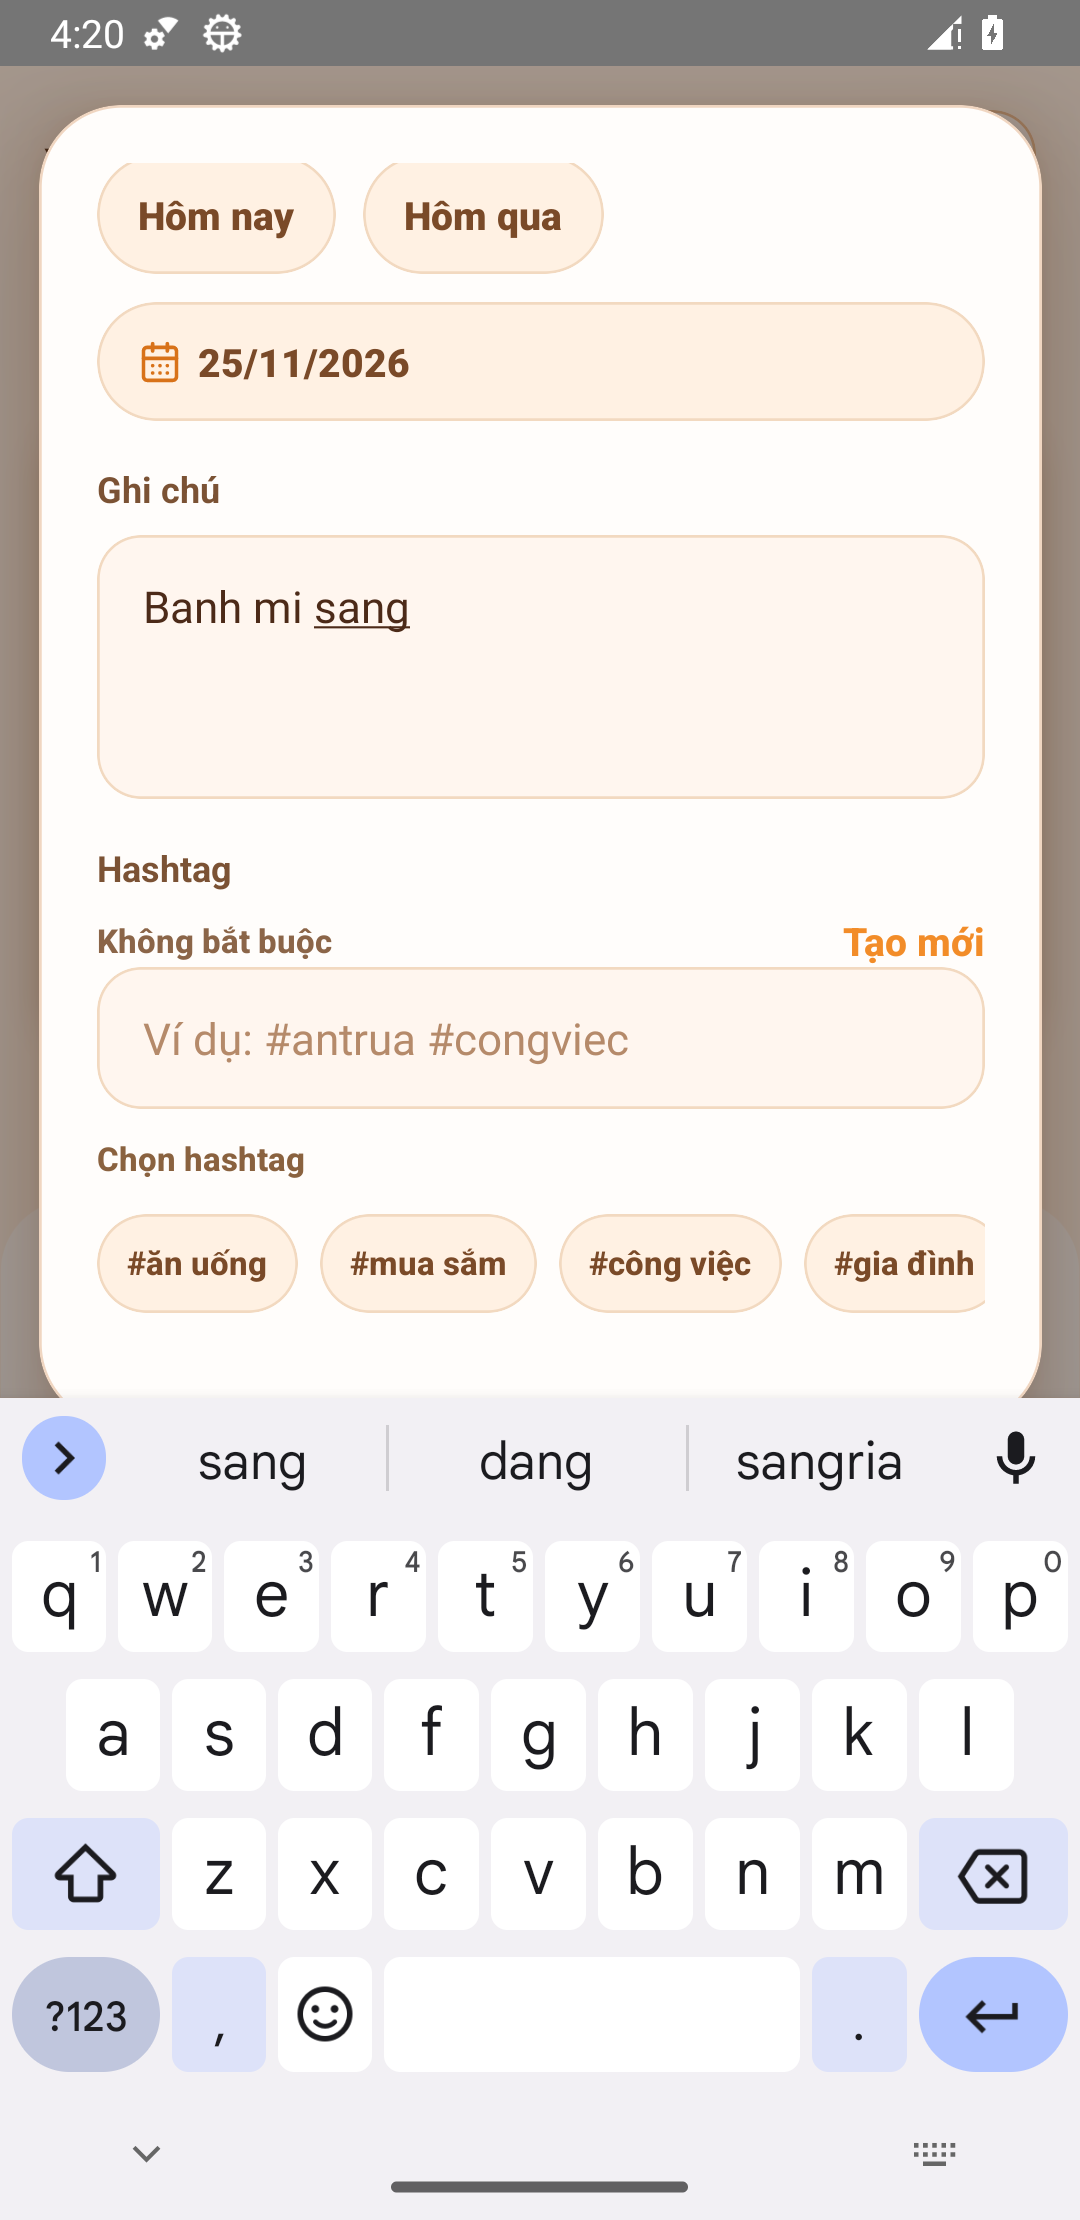 4:20
Hôm nay Hôm qua
25/11/2026
Ghi chú
Banh mi sang
Hashtag
Không bắt buộc Tạo mới
Ví dụ: #antrua #congviec
Chọn hashtag
#ăn uống #mua sắm #công việc #gia đình
sang dang sangria
q 1 w 2 e 3 r 4 t 5 y 6 u 7 i 8 o 9 p 0
a s d f g h j k l
z x c v b n m
?123 , .